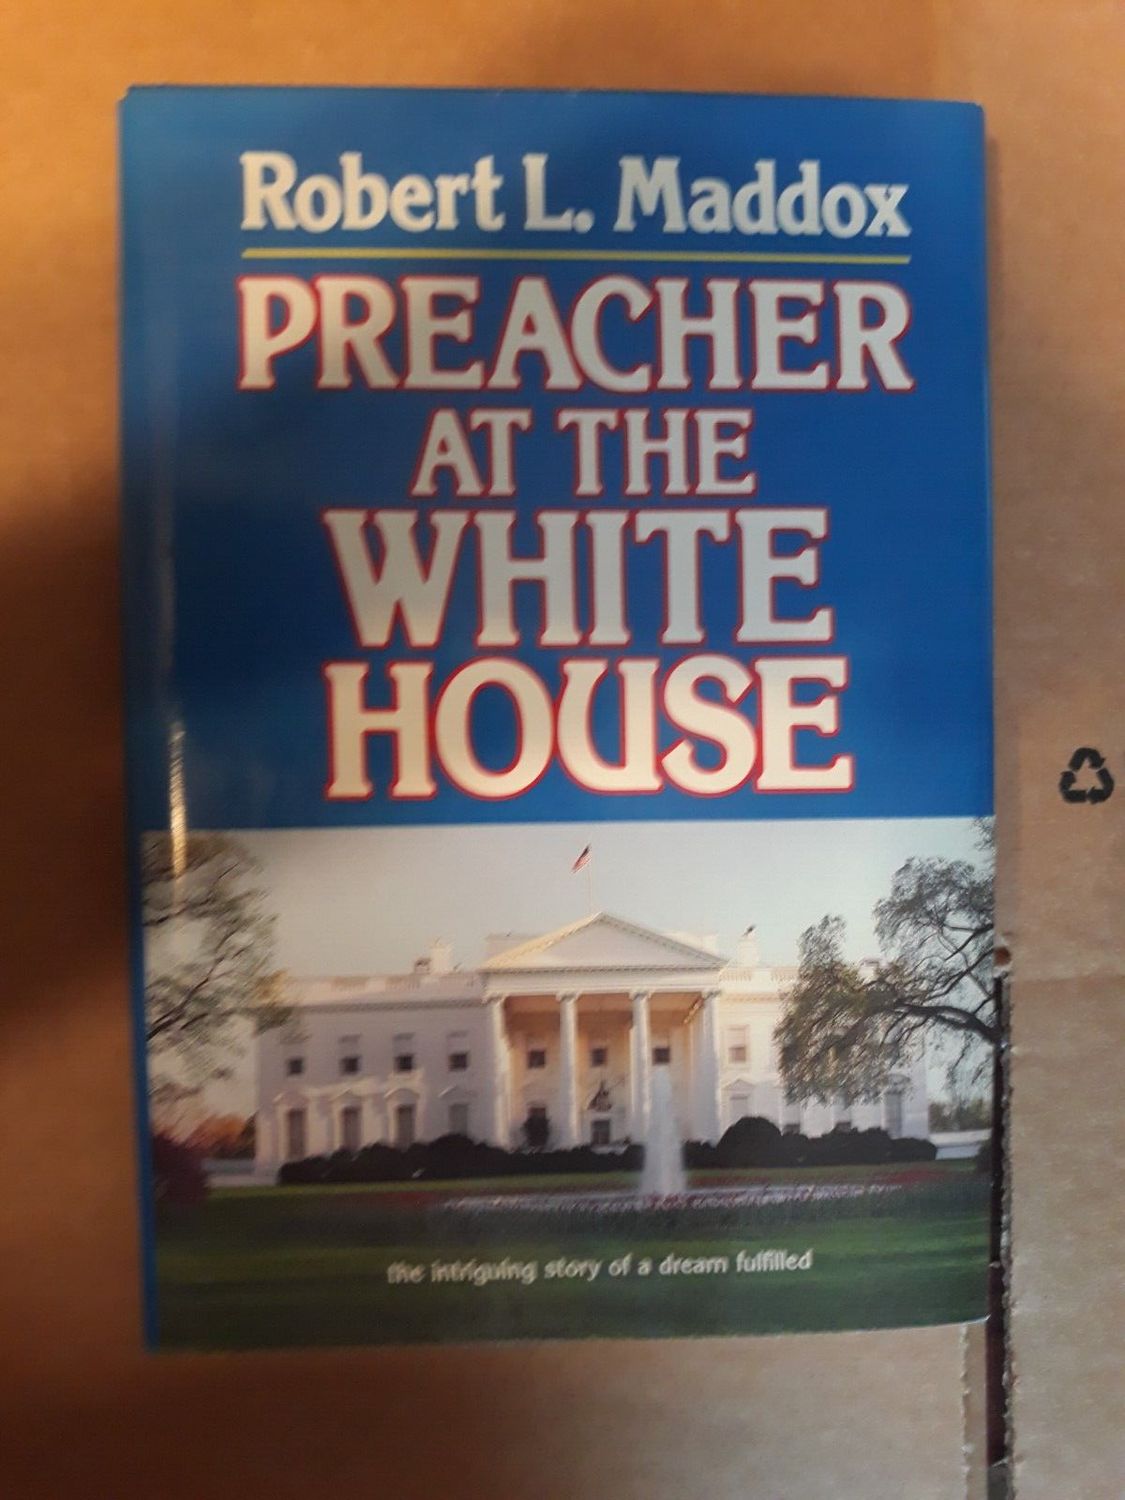 Robert L. Maddox
PREACHER
AT THE
WHITE
HOUSE
the intriguing story of a dream fulfilled